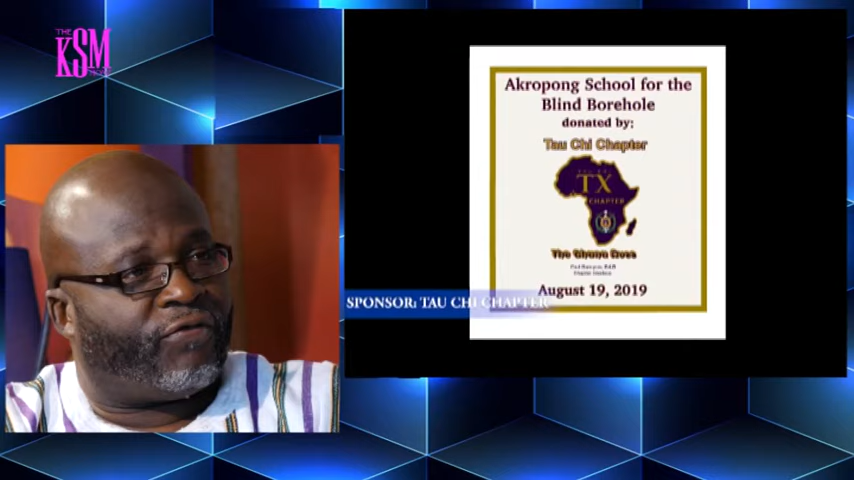 THE
KSM
Akropong School for the
Blind Borehole
donated by;
Tau Chi Chapter
TX
CHAPTER
The Ghana Ques
August 19, 2019
SPONSOR: TAU CHI CHAPTER